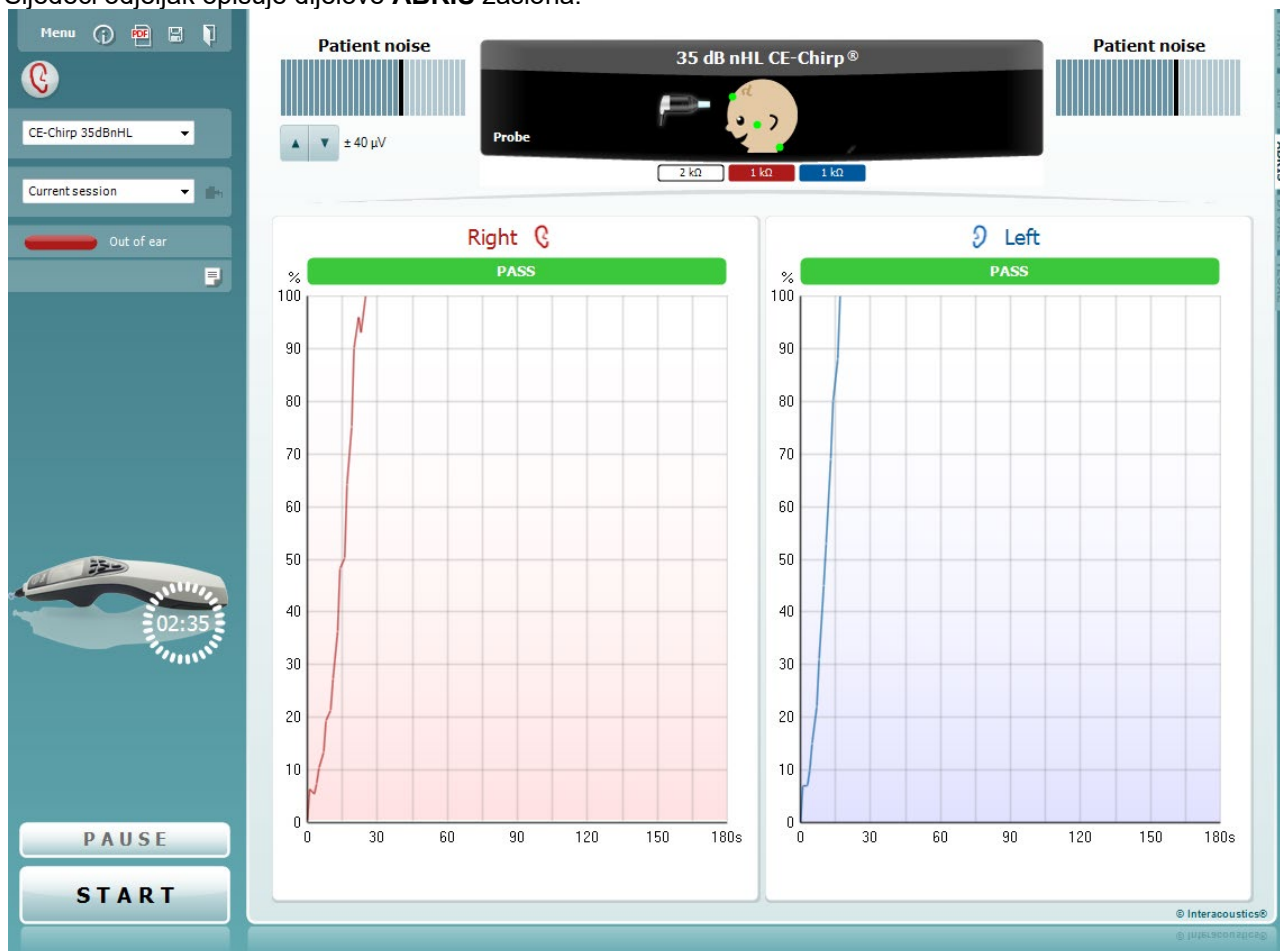 Sljedeći odjeljak opisuje dijelove ABRIS zaslona.
Menu PDF
Patient noise
35 dB nHL CE-Chirp®
Patient noise
CE-Chirp 35dBnHL
± 40 µV
Probe
2 kΩ 1 kΩ 1 kΩ
Current session
Out of ear
Right
Left
PASS
PASS
%
100
90
80
70
60
50
40
30
20
10
0
0 30 60 90 120 150 180s
%
100
90
80
70
60
50
40
30
20
10
0
0 30 60 90 120 150 180s
02:35
PAUSE
START
© Interacoustics®